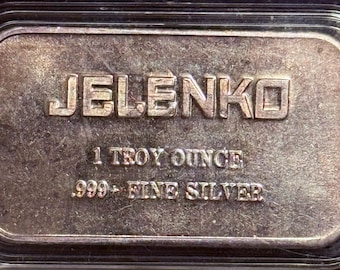 JELENKO
1 TROY OUNCE
.999+ FINE SILVER